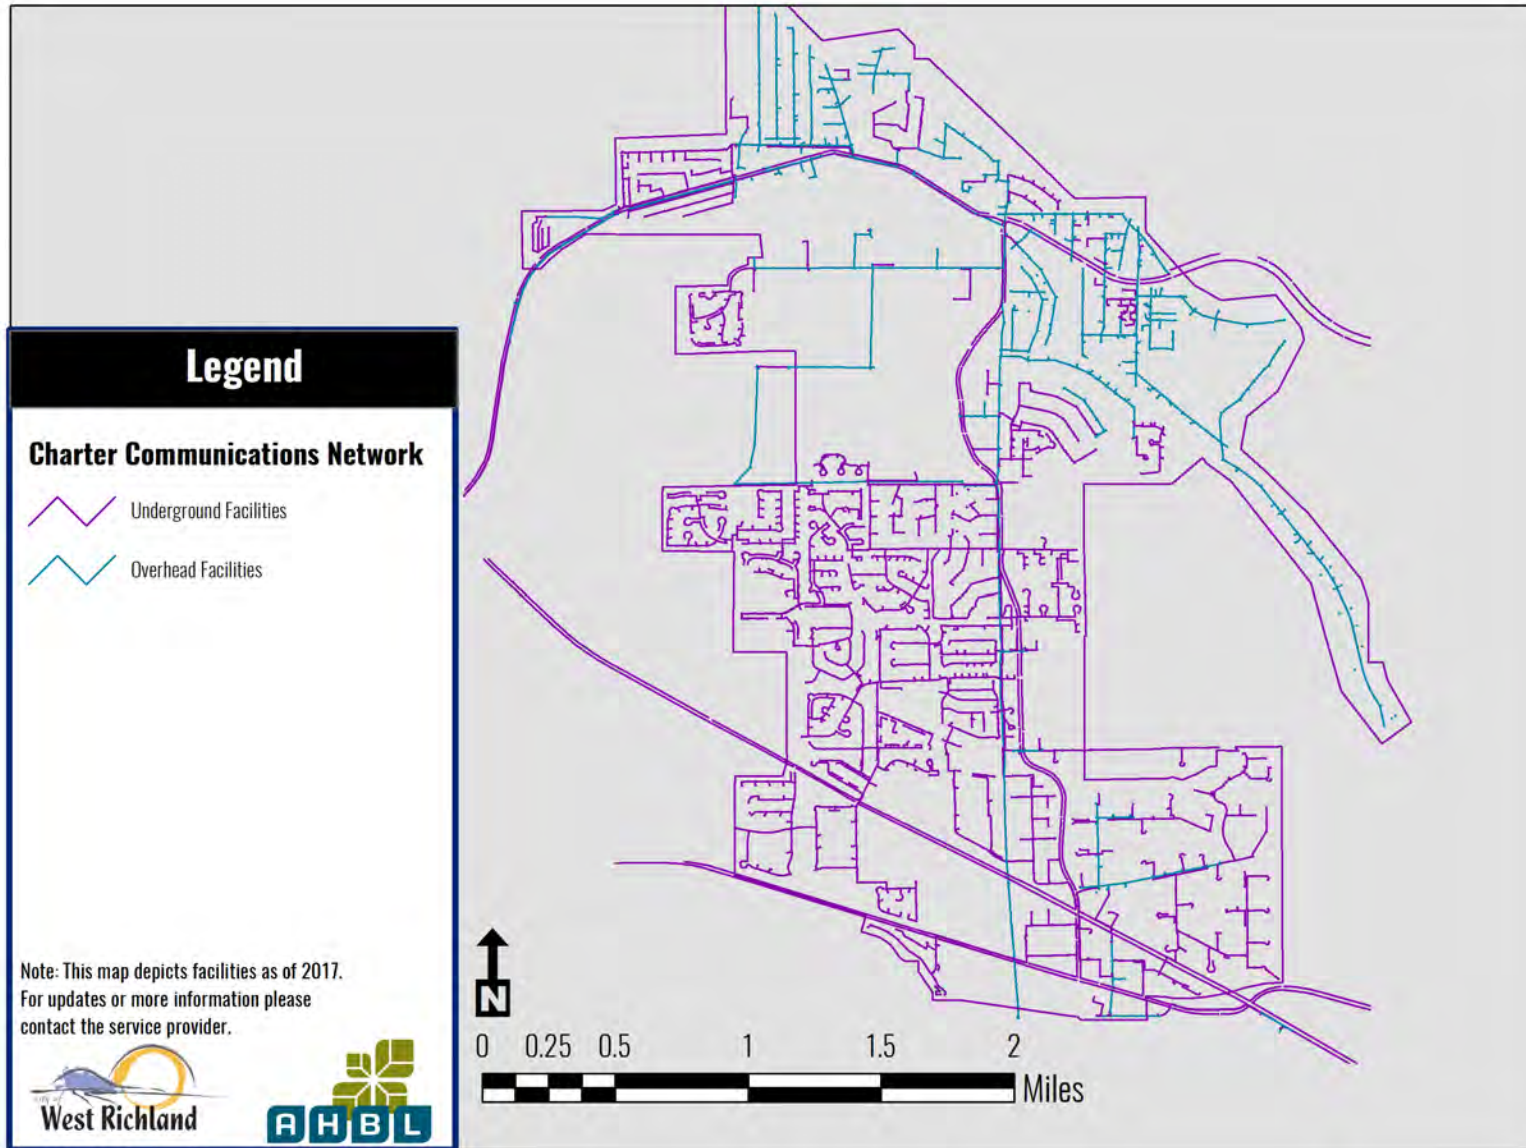 Legend
Charter Communications Network
Underground Facilities
Overhead Facilities
Note: This map depicts facilities as of 2017.
For updates or more information please
contact the service provider.
West Richland
AHBL
N
0 0.25 0.5 1 1.5 2
Miles